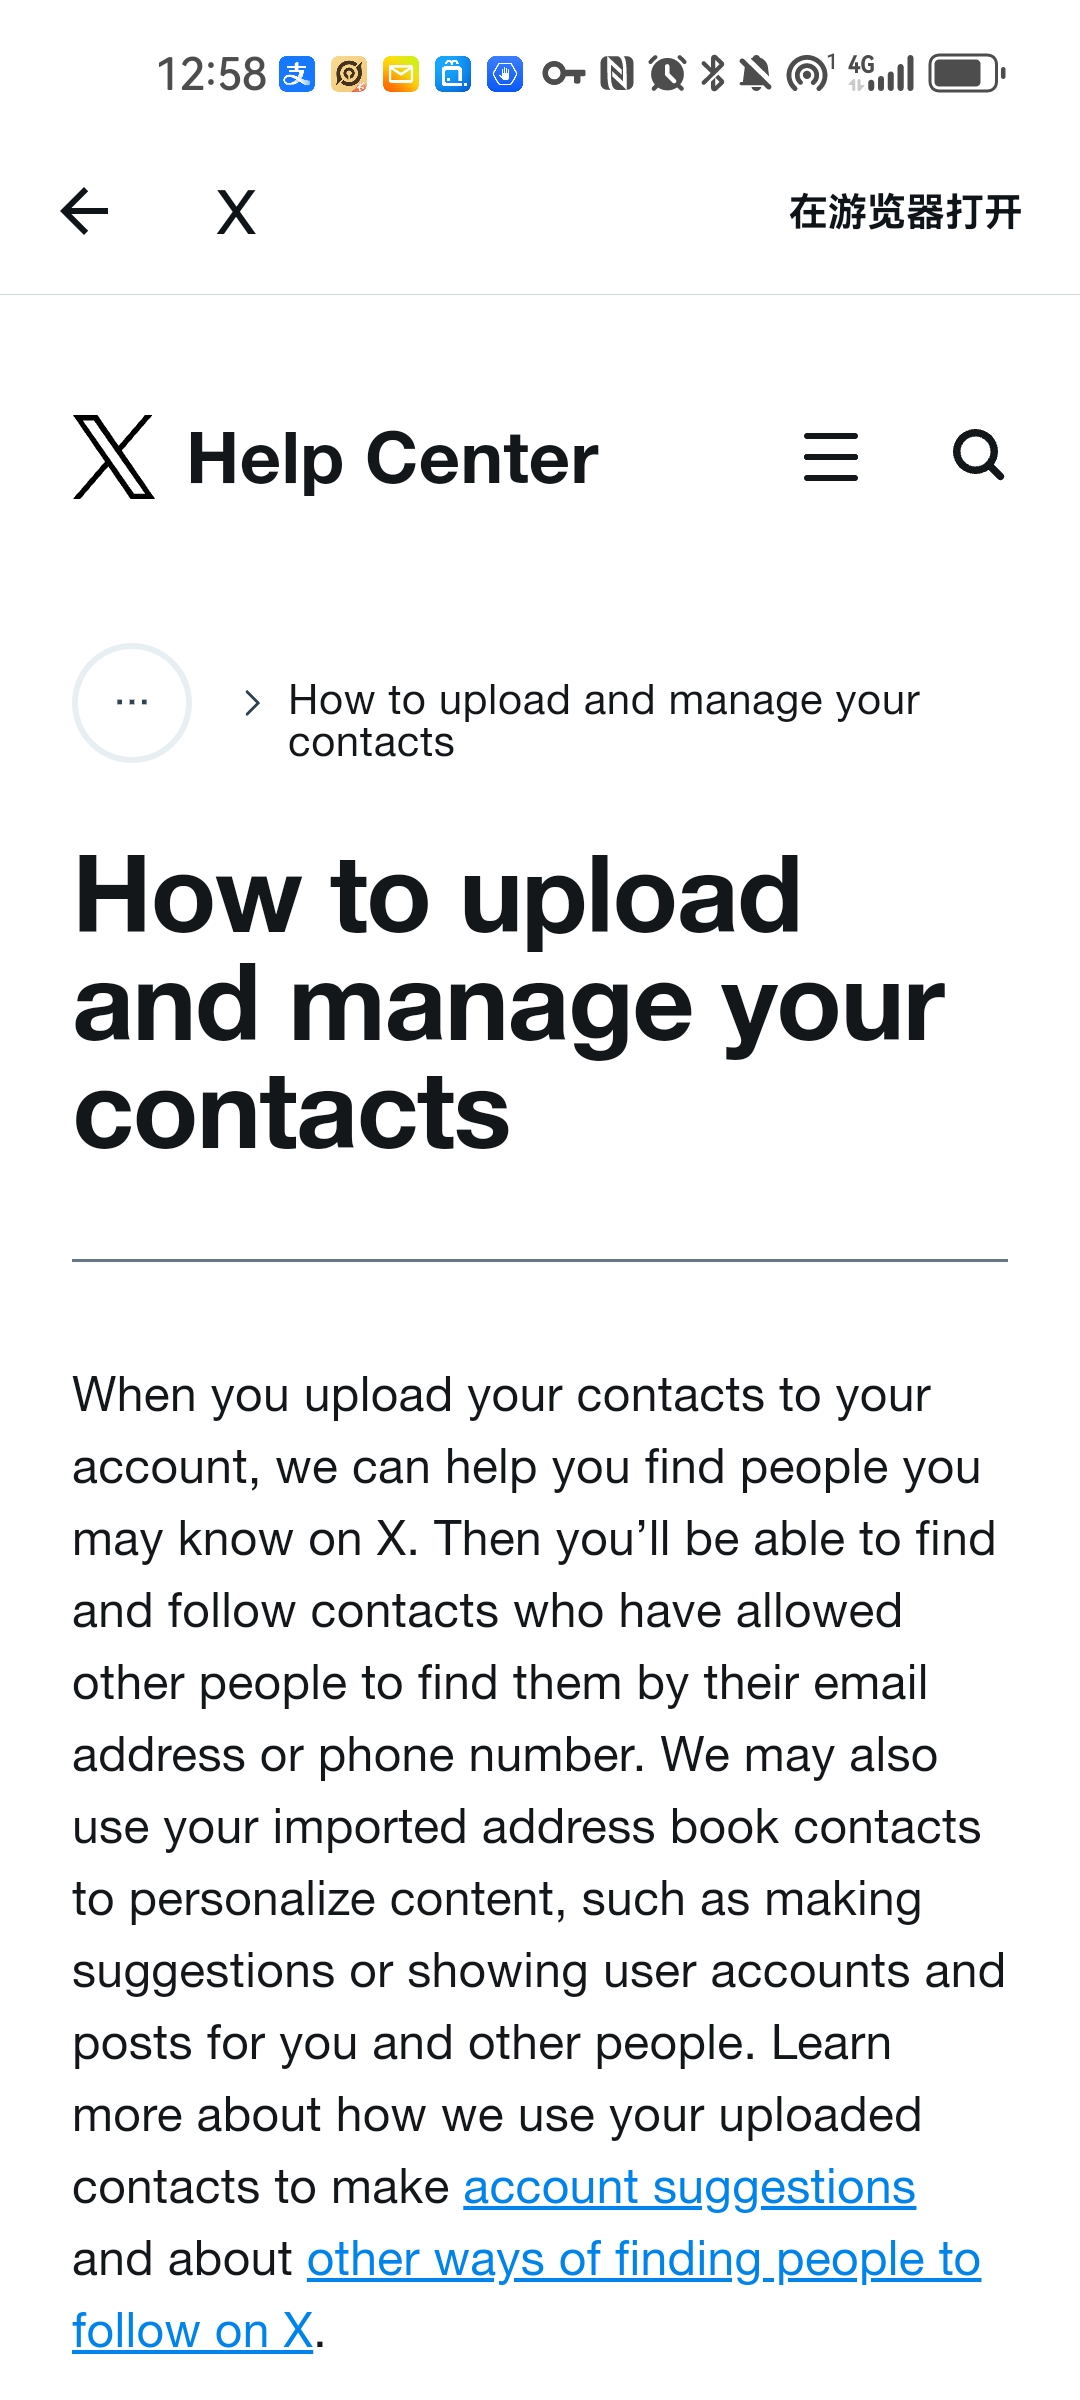 12:58 支 1 4G
X 在游览器打开
Help Center
...
How to upload and manage your
contacts
How to upload
and manage your
contacts
When you upload your contacts to your
account, we can help you find people you
may know on X. Then you’ll be able to find
and follow contacts who have allowed
other people to find them by their email
address or phone number. We may also
use your imported address book contacts
to personalize content, such as making
suggestions or showing user accounts and
posts for you and other people. Learn
more about how we use your uploaded
contacts to make account suggestions
and about other ways of finding people to
follow on X.